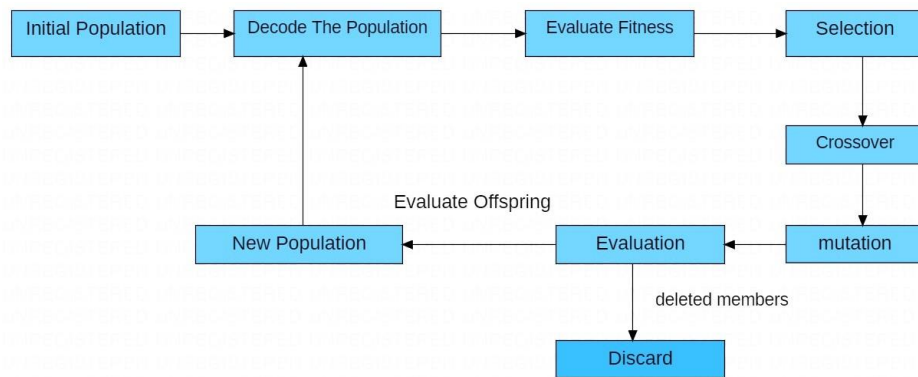 Initial Population
Decode The Population
Evaluate Fitness
Selection
Crossover
Evaluate Offspring
New Population
Evaluation
mutation
deleted members
Discard